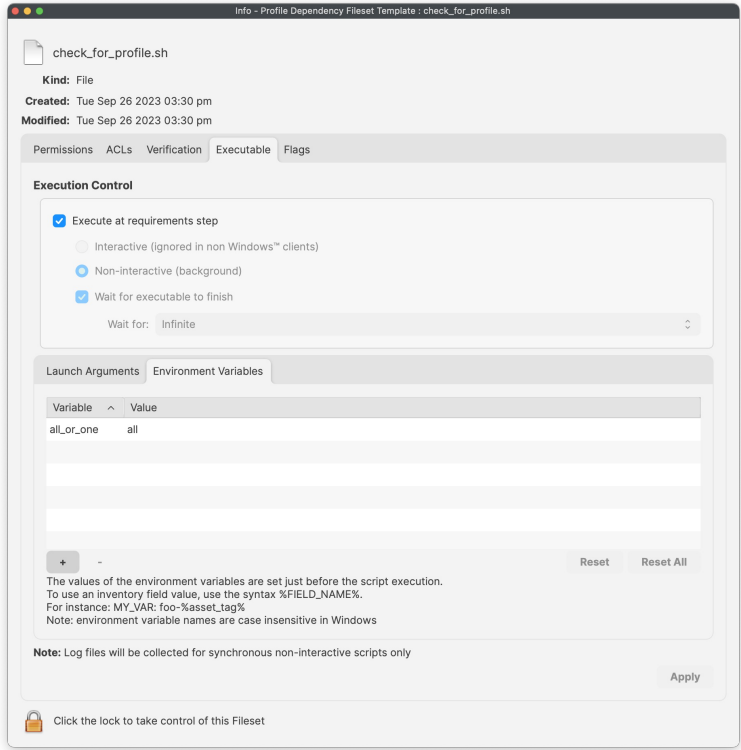 Info - Profile Dependency Fileset Template : check_for_profile.sh
check_for_profile.sh
Kind: File
Created: Tue Sep 26 2023 03:30 pm
Modified: Tue Sep 26 2023 03:30 pm
Permissions ACLs Verification Executable Flags
Execution Control
Execute at requirements step
Interactive (ignored in non Windows™ clients)
Non-interactive (background)
Wait for executable to finish
Wait for: Infinite
Launch Arguments Environment Variables
Variable Value
all_or_one all
+ - Reset Reset All
The values of the environment variables are set just before the script execution.
To use an inventory field value, use the syntax %FIELD_NAME%.
For instance: MY_VAR: foo-%asset_tag%
Note: environment variable names are case insensitive in Windows
Note: Log files will be collected for synchronous non-interactive scripts only
Apply
Click the lock to take control of this Fileset